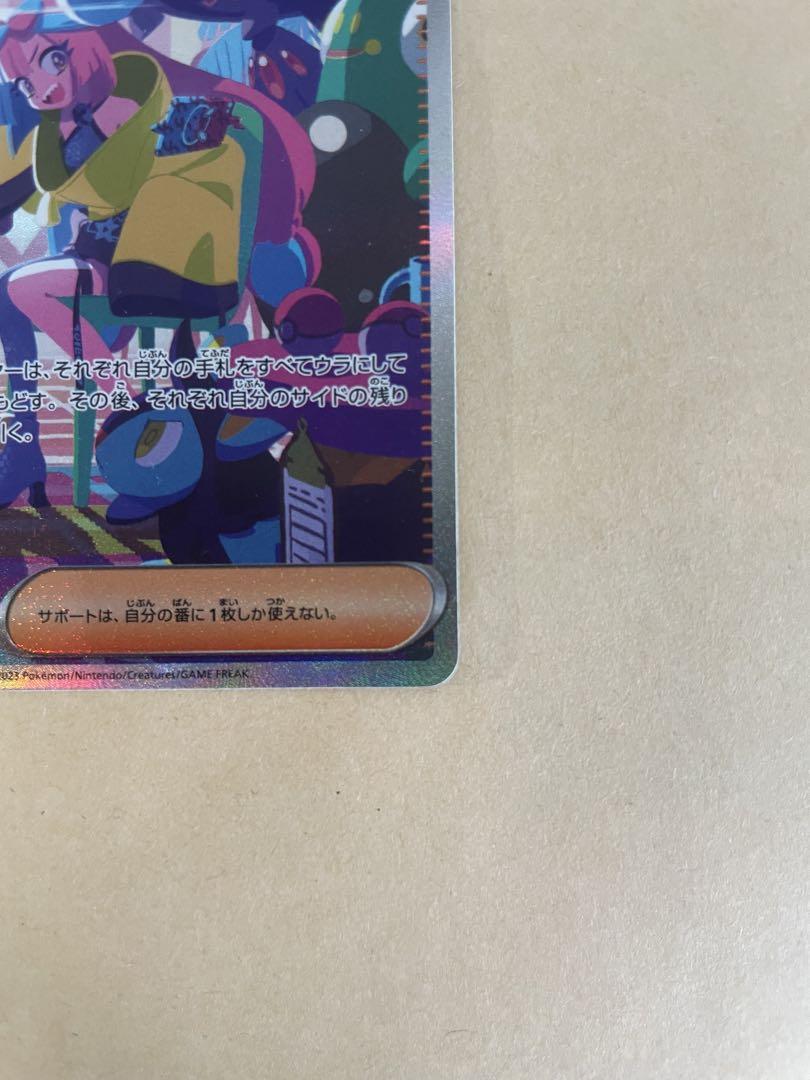 ーは、それぞれ自分の手札をすべてウラにして
もどす。その後、それぞれ自分のサイドの残り
引く。
サポートは、自分の番に1枚しか使えない。
2023 Pokémon/Nintendo/Creatures/GAME FREAK